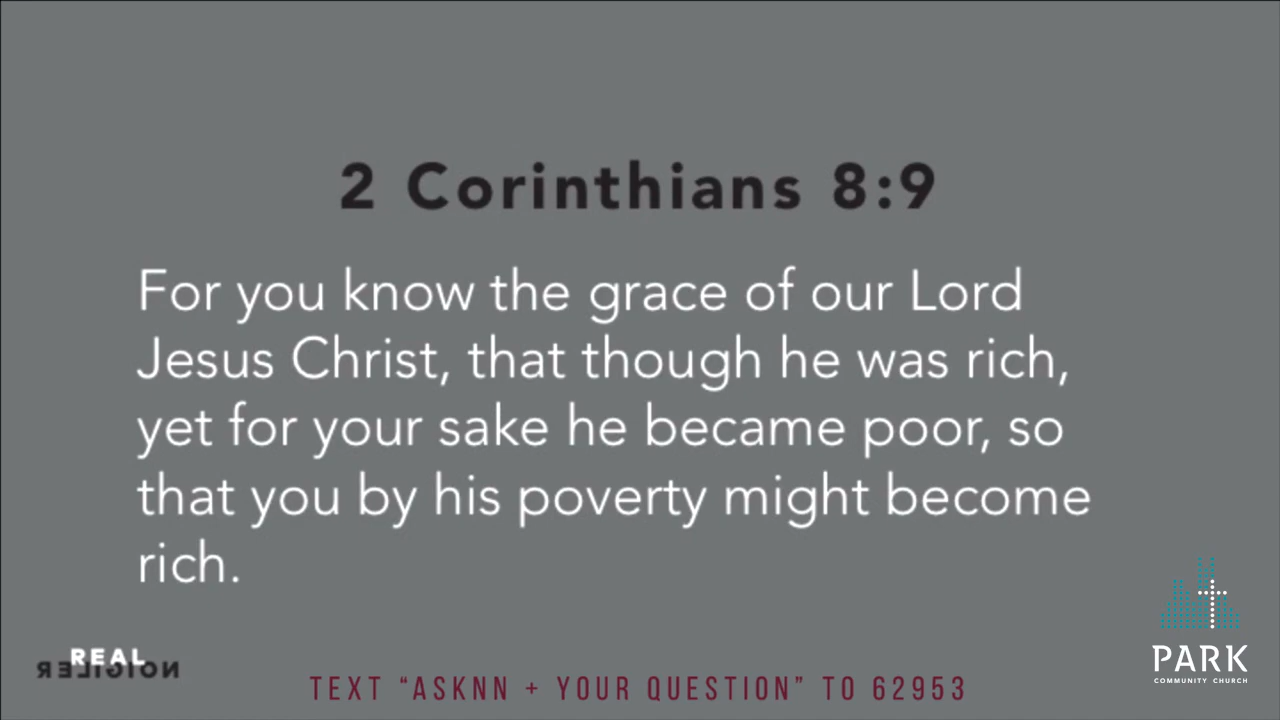 2 Corinthians 8:9
For you know the grace of our Lord
Jesus Christ, that though he was rich,
yet for your sake he became poor, so
that you by his poverty might become
rich.
REAL
RELIGION
TEXT “ASKNN + YOUR QUESTION” TO 62953
PARK
COMMUNITY CHURCH